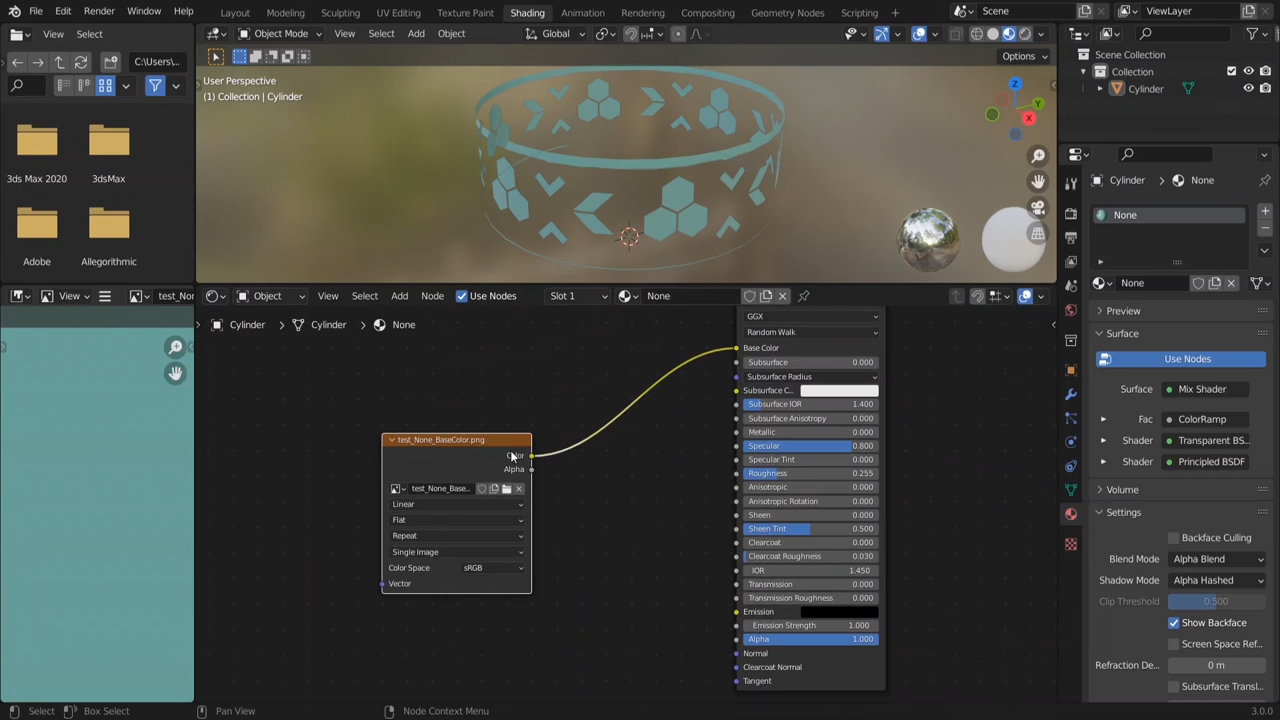 File Edit Render Window Help
Layout Modeling Sculpting UV Editing Texture Paint Shading Animation Rendering Compositing Geometry Nodes Scripting
Scene
ViewLayer
View Select
Object Mode View Select Add Object Global
C:\Users\...
Options
User Perspective
(1) Collection | Cylinder
Z
Y
X
3ds Max 2020
3dsMax
Adobe
Allegorithmic
Scene Collection
Collection
Cylinder
Cylinder > None
None
None
View
test_Nor
Object View Select Add Node Use Nodes Slot 1 None
Cylinder > Cylinder > None
test_None_BaseColor.png
Color
Alpha
test_None_Base...
Linear
Flat
Repeat
Single Image
Color Space sRGB
Vector
GGX
Random Walk
Base Color
Subsurface 0.000
Subsurface Radius
Subsurface C...
Subsurface IOR 1.400
Subsurface Anisotropy 0.000
Metallic 0.000
Specular 0.800
Specular Tint 0.000
Roughness 0.255
Anisotropic 0.000
Anisotropic Rotation 0.000
Sheen 0.000
Sheen Tint 0.500
Clearcoat 0.000
Clearcoat Roughness 0.030
IOR 1.450
Transmission 0.000
Transmission Roughness 0.000
Emission
Emission Strength 1.000
Alpha 1.000
Normal
Clearcoat Normal
Tangent
Preview
Surface
Use Nodes
Surface Mix Shader
Fac ColorRamp
Shader Transparent BS...
Shader Principled BSDF
Volume
Settings
Backface Culling
Blend Mode Alpha Blend
Shadow Mode Alpha Hashed
Clip Threshold 0.500
Show Backface
Screen Space Ref...
Refraction De... 0 m
Subsurface Transl...
Select Box Select Pan View Node Context Menu 3.0.0